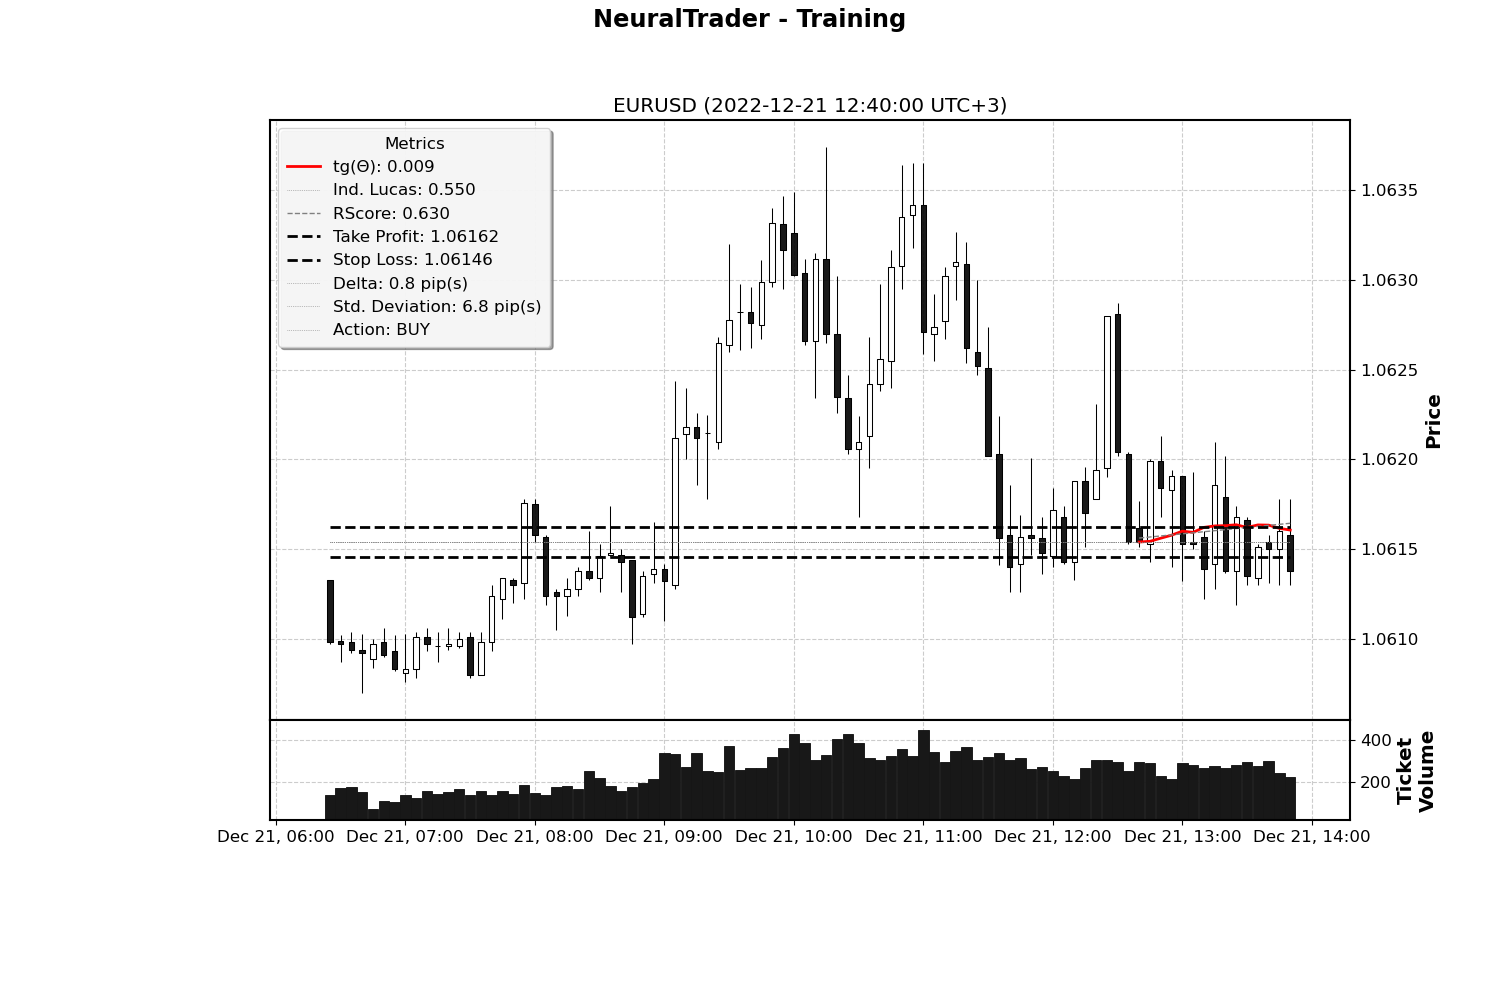 NeuralTrader - Training
EURUSD (2022-12-21 12:40:00 UTC+3)
Metrics
tg(Θ): 0.009
Ind. Lucas: 0.550
RScore: 0.630
Take Profit: 1.06162
Stop Loss: 1.06146
Delta: 0.8 pip(s)
Std. Deviation: 6.8 pip(s)
Action: BUY
1.0635
1.0630
1.0625
1.0620
1.0615
1.0610
Price
400
200
Ticket
Volume
Dec 21, 06:00 Dec 21, 07:00 Dec 21, 08:00 Dec 21, 09:00 Dec 21, 10:00 Dec 21, 11:00 Dec 21, 12:00 Dec 21, 13:00 Dec 21, 14:00